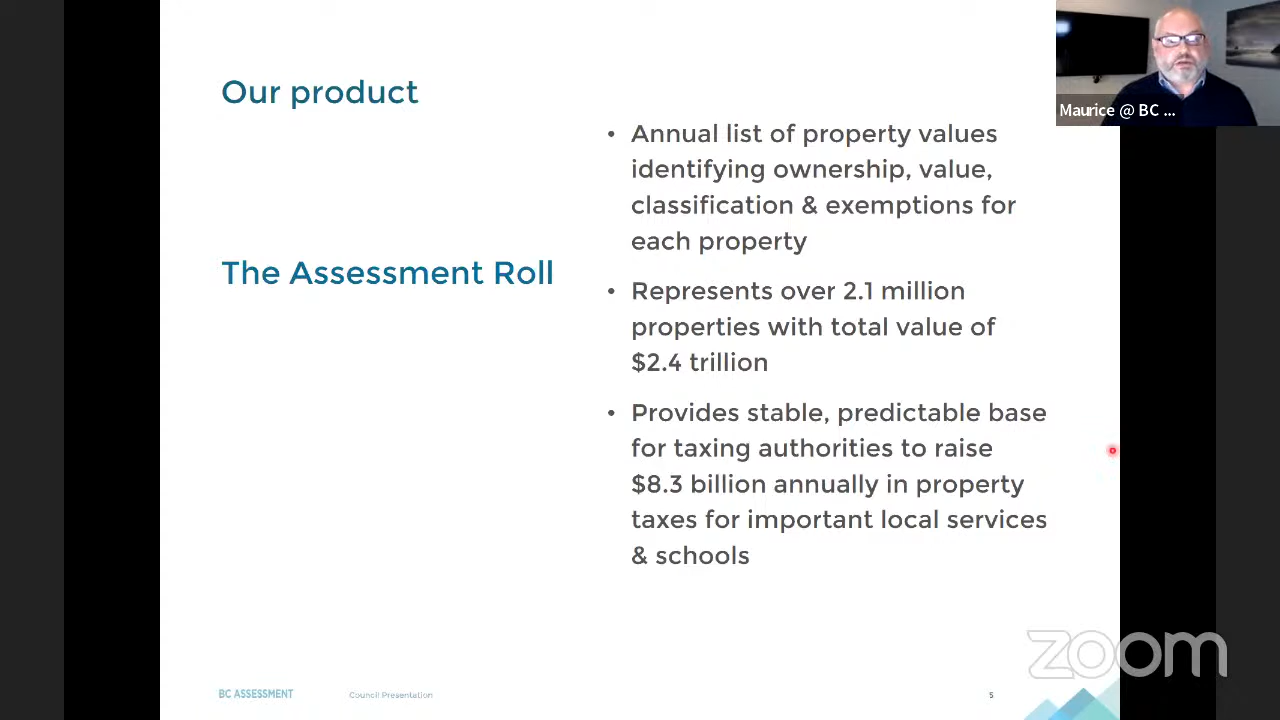 Our product
The Assessment Roll
• Annual list of property values
identifying ownership, value,
classification & exemptions for
each property
• Represents over 2.1 million
properties with total value of
$2.4 trillion
• Provides stable, predictable base
for taxing authorities to raise
$8.3 billion annually in property
taxes for important local services
& schools
Maurice @ BC ...
zoom
BC ASSESSMENT
Council Presentation
5